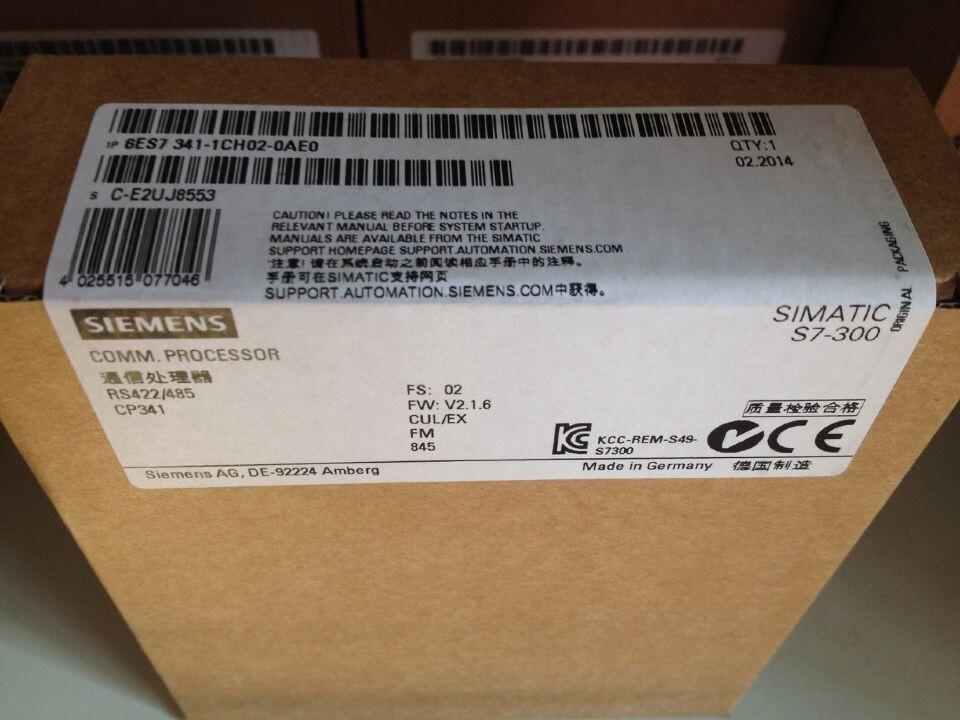 1P 6ES7 341-1CH02-0AE0
QTY:1
02.2014
S C-E2UJ8553
4 025515 077046
CAUTION! PLEASE READ THE NOTES IN THE
RELEVANT MANUAL BEFORE SYSTEM STARTUP.
MANUALS ARE AVAILABLE FROM THE SIMATIC
SUPPORT HOMEPAGE SUPPORT.AUTOMATION.SIEMENS.COM
"注意! 请在系统启动之前阅读相应手册中的注释。
手册可在SIMATIC支持网页
SUPPORT.AUTOMATION.SIEMENS.COM中获得。
ORIGINAL PACKAGING
SIEMENS
SIMATIC
S7-300
COMM. PROCESSOR
通信处理器
RS422/485
CP341
FS: 02
FW: V2.1.6
CUL/EX
FM
845
质量检验合格
KCC-REM-S49-
S7300
CE
Siemens AG, DE-92224 Amberg
Made in Germany 德国制造